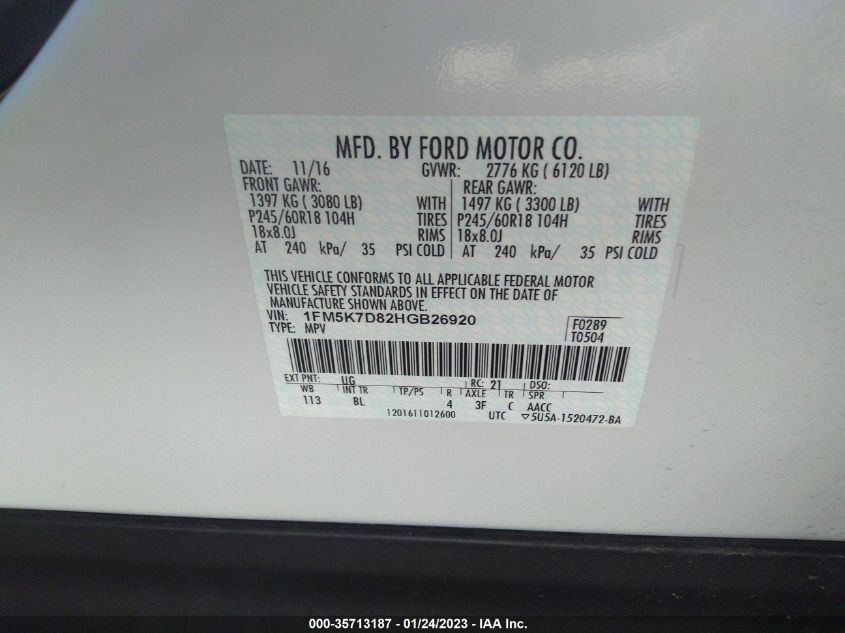 MFD. BY FORD MOTOR CO.
DATE: 11/16 GVWR: 2776 KG ( 6120 LB)
FRONT GAWR: REAR GAWR:
1397 KG ( 3080 LB) WITH 1497 KG ( 3300 LB) WITH
P245/60R18 104H TIRES P245/60R18 104H TIRES
18x8.0J RIMS 18x8.0J RIMS
AT 240 kPa/ 35 PSI COLD AT 240 kPa/ 35 PSI COLD
THIS VEHICLE CONFORMS TO ALL APPLICABLE FEDERAL MOTOR
VEHICLE SAFETY STANDARDS IN EFFECT ON THE DATE OF
MANUFACTURE SHOWN ABOVE.
VIN: 1FM5K7D82HGB26920 F0289
TYPE: MPV T0504
EXT PNT: UG RC: 21 DSO:
WB INT TR TP/PS R AXLE TR SPR
113 BL 4 3F C AACC
1201611012600 UTC ▽5U5A-1520472-BA
000-35713187 - 01/24/2023 - IAA Inc.